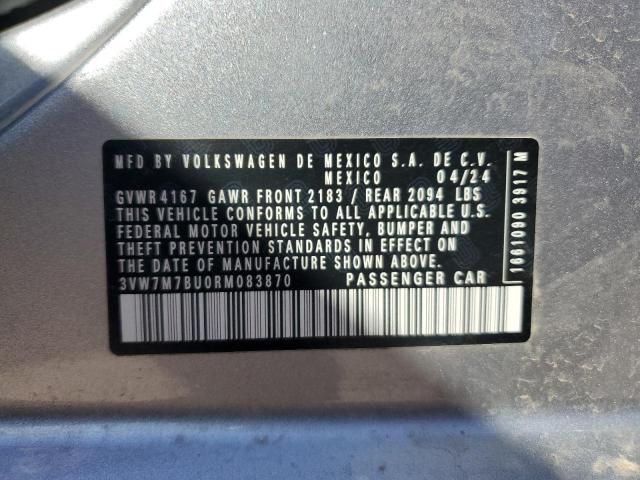 MFD BY VOLKSWAGEN DE MEXICO S.A. DE C.V.
MEXICO 04/24
GVWR 4167 GAWR FRONT 2183 / REAR 2094 LBS
THIS VEHICLE CONFORMS TO ALL APPLICABLE U.S.
FEDERAL MOTOR VEHICLE SAFETY, BUMPER AND
THEFT PREVENTION STANDARDS IN EFFECT ON
THE DATE OF MANUFACTURE SHOWN ABOVE.
3VW7M7BU0RM083870 PASSENGER CAR
1661090 3917 M